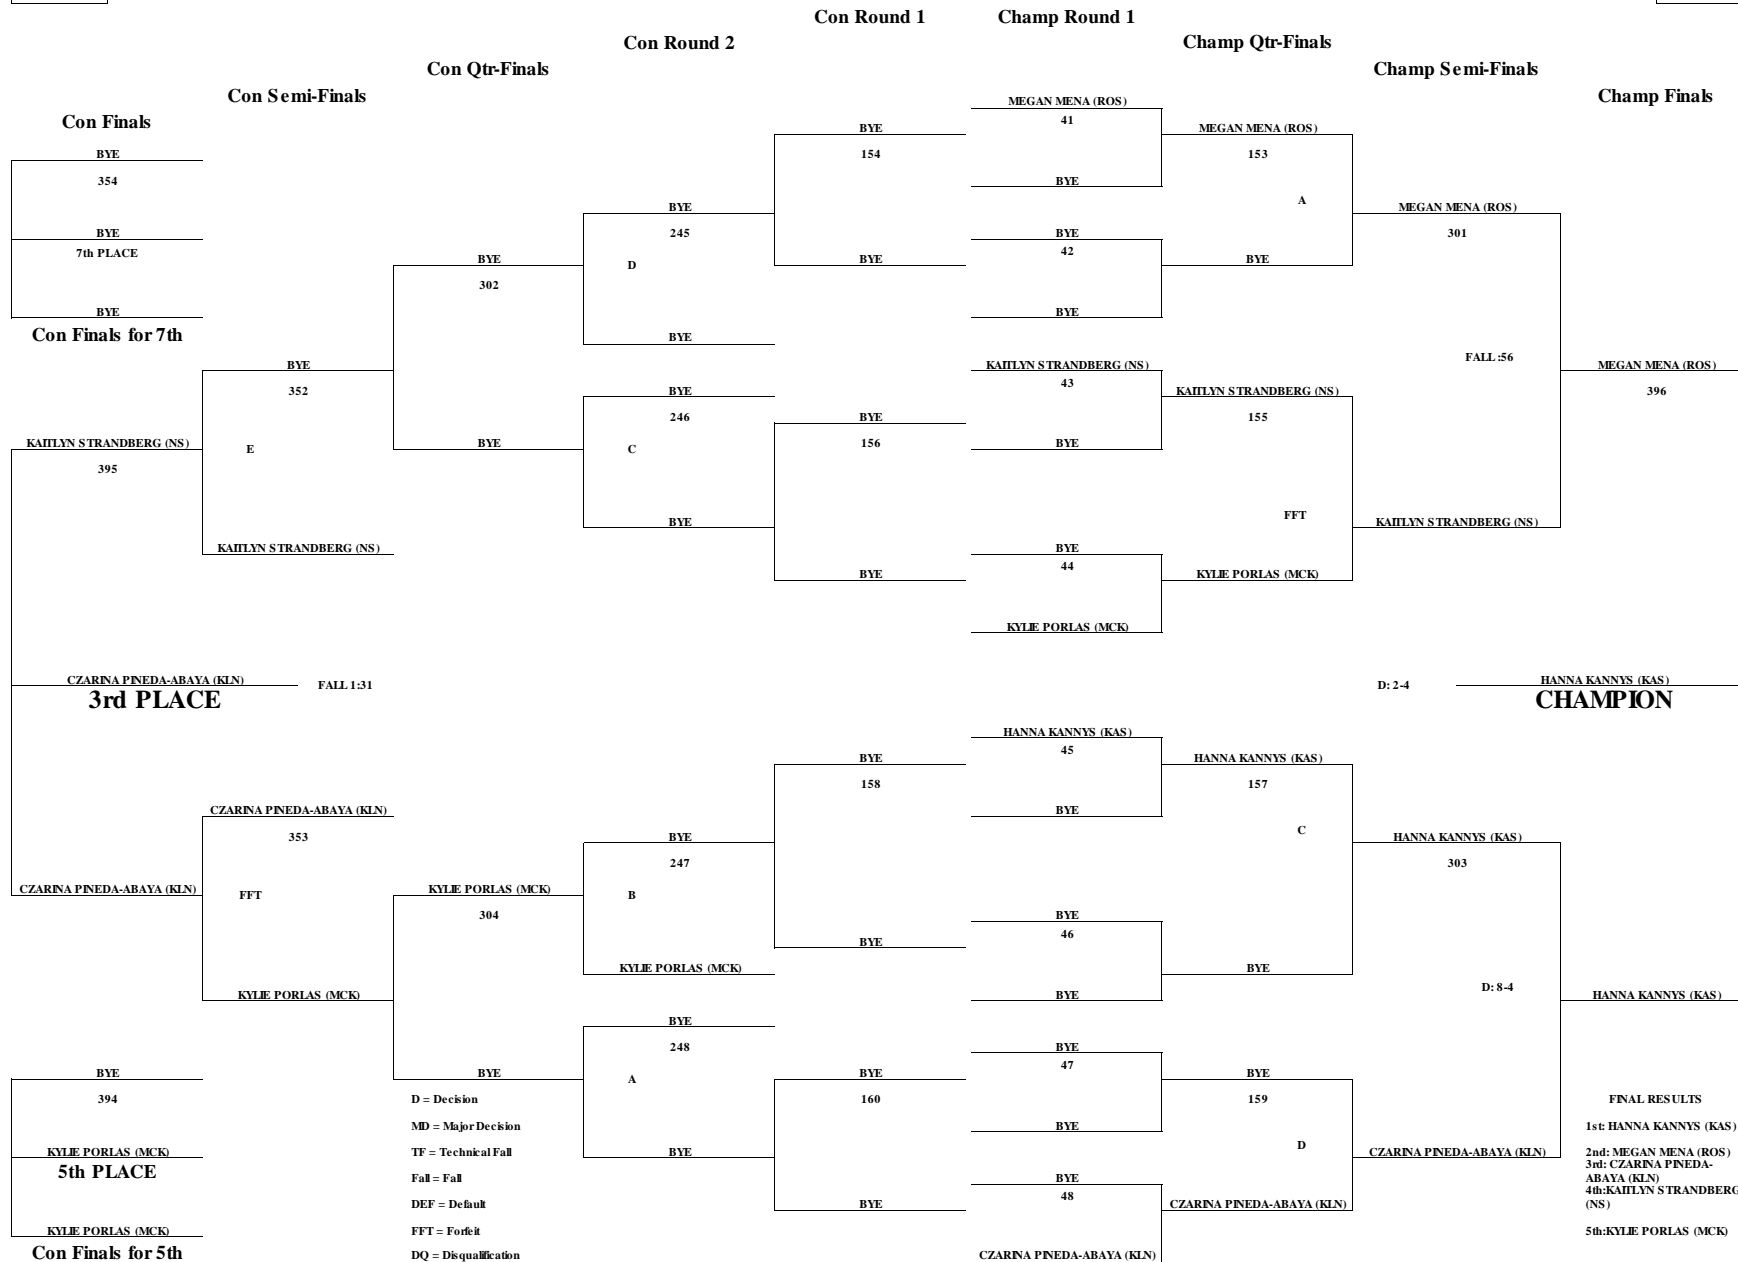 Con Round 1
Champ Round 1
Con Round 2
Champ Qtr-Finals
Con Qtr-Finals
Champ Semi-Finals
Con Semi-Finals
Champ Finals
Con Finals
BYE
354
BYE
7th PLACE
BYE
Con Finals for 7th
KAITLYN STRANDBERG (NS)
395
CZARINA PINEDA-ABAYA (KLN)
3rd PLACE
FALL 1:31
CZARINA PINEDA-ABAYA (KLN)
BYE
394
KYLIE PORLAS (MCK)
5th PLACE
KYLIE PORLAS (MCK)
Con Finals for 5th
BYE
352
E
KAITLYN STRANDBERG (NS)
CZARINA PINEDA-ABAYA (KLN)
353
FFT
KYLIE PORLAS (MCK)
BYE
302
BYE
KYLIE PORLAS (MCK)
304
BYE
D = Decision
MD = Major Decision
TF = Technical Fall
Fall = Fall
DEF = Default
FFT = Forfeit
DQ = Disqualification
BYE
245
D
BYE
BYE
246
C
BYE
BYE
247
B
KYLIE PORLAS (MCK)
BYE
248
A
BYE
BYE
154
BYE
BYE
156
BYE
BYE
158
BYE
BYE
160
BYE
MEGAN MENA (ROS)
41
BYE
BYE
42
BYE
KAITLYN STRANDBERG (NS)
43
BYE
BYE
44
KYLIE PORLAS (MCK)
HANNA KANNYS (KAS)
45
BYE
BYE
46
BYE
BYE
47
BYE
BYE
48
CZARINA PINEDA-ABAYA (KLN)
MEGAN MENA (ROS)
153
A
BYE
KAITLYN STRANDBERG (NS)
155
FFT
KYLIE PORLAS (MCK)
HANNA KANNYS (KAS)
157
C
BYE
BYE
159
D
CZARINA PINEDA-ABAYA (KLN)
MEGAN MENA (ROS)
301
FALL :56
KAITLYN STRANDBERG (NS)
D: 2-4
HANNA KANNYS (KAS)
303
D: 8-4
CZARINA PINEDA-ABAYA (KLN)
MEGAN MENA (ROS)
396
HANNA KANNYS (KAS)
CHAMPION
HANNA KANNYS (KAS)
FINAL RESULTS
1st: HANNA KANNYS (KAS)
2nd: MEGAN MENA (ROS)
3rd: CZARINA PINEDA-
ABAYA (KLN)
4th:KAITLYN STRANDBERG
(NS)
5th:KYLIE PORLAS (MCK)